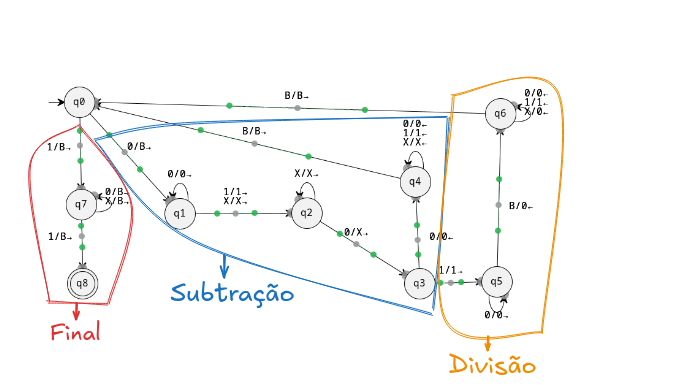 B/B→
q0
B/B→
0/B→
1/B→
q7
0/B→
X/B→
1/B→
q8
Final
0/0→
q1
1/1→
X/X→
X/X→
q2
0/X→
0/0←
1/1←
X/X←
q4
0/0←
q3
Subtração
1/1→
q5
0/0→
B/0←
q6
0/0←
1/1←
X/0←
Divisão